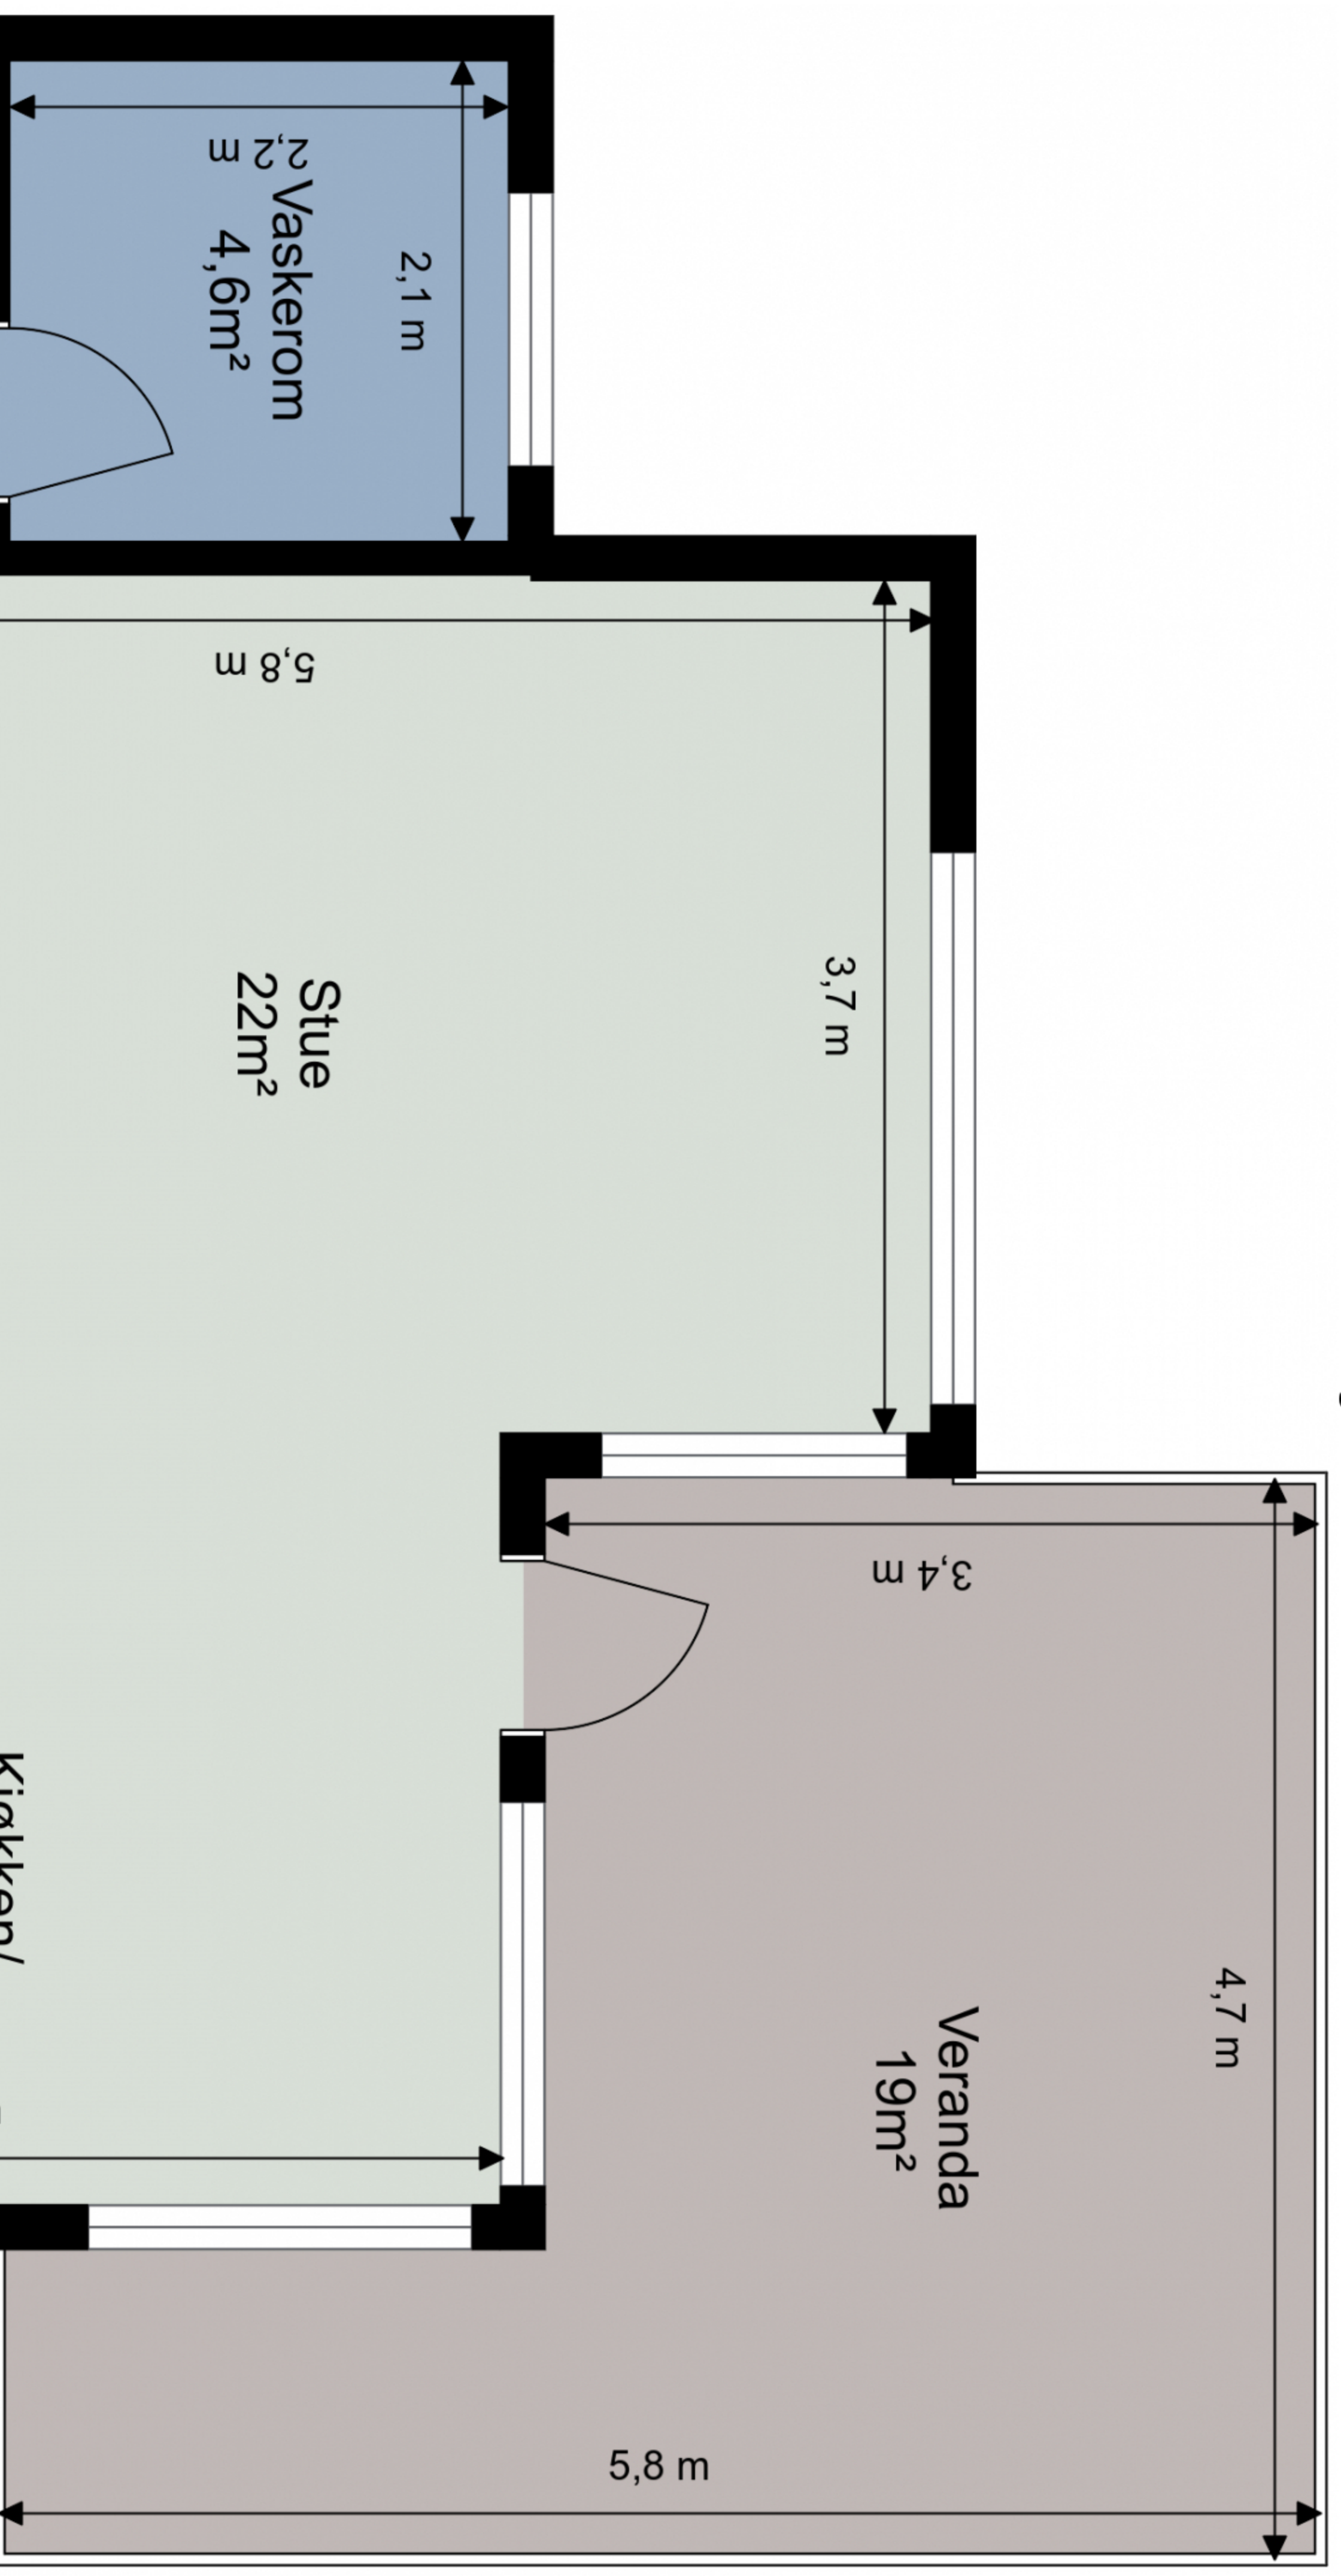 2,2 m
Vaskerom
4,6m²
2,1 m
5,8 m
Stue
22m²
3,7 m
3,4 m
Kjøkken/
4,7 m
Veranda
19m²
5,8 m